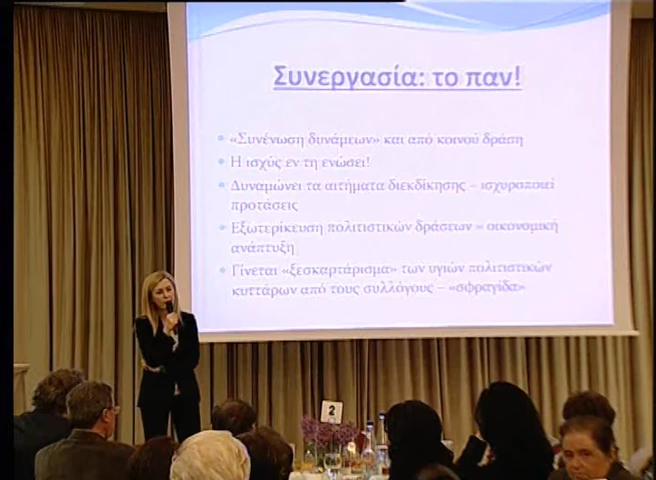 Συνεργασία: το παν!
«Συνένωση δυνάμεων» και από κοινού δράση
Η ισχύς εν τη ενώσει!
Δυναμώνει τα αιτήματα διεκδίκησης – ισχυροποιεί
προτάσεις
Εξωτερίκευση πολιτιστικών δράσεων – οικονομική
ανάπτυξη
Γίνεται «ξεσκαρτάρισμα» των υγιών πολιτιστικών
κυττάρων από τους συλλόγους – «σφραγίδα»
2